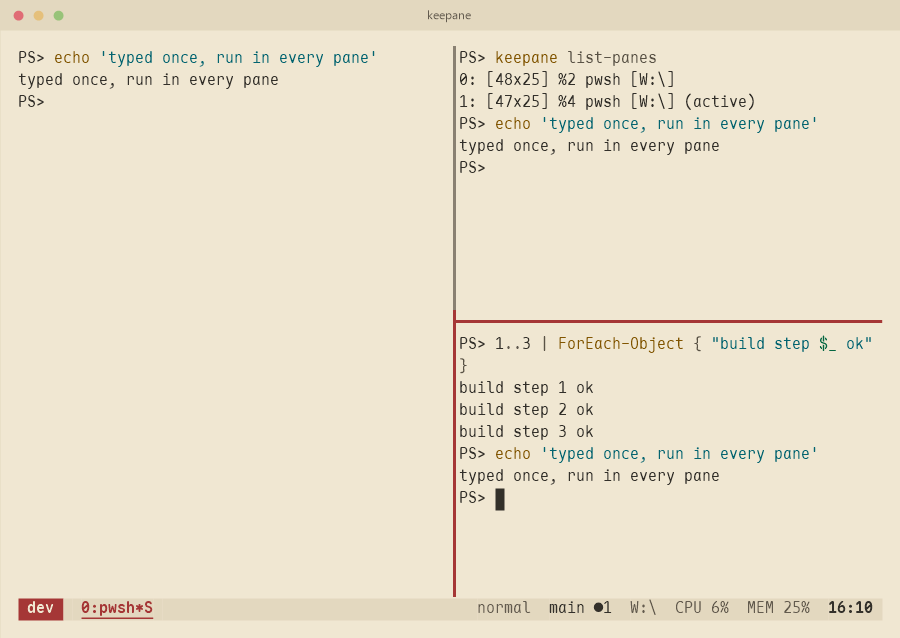 keepane
PS> echo 'typed once, run in every pane'
typed once, run in every pane
PS>
PS> keepane list-panes
0: [48x25] %2 pwsh [W:\]
1: [47x25] %4 pwsh [W:\] (active)
PS> echo 'typed once, run in every pane'
typed once, run in every pane
PS>
PS> 1..3 | ForEach-Object { "build step $_ ok"
}
build step 1 ok
build step 2 ok
build step 3 ok
PS> echo 'typed once, run in every pane'
typed once, run in every pane
PS>
dev 0:pwsh*S normal main ●1 W:\ CPU 6% MEM 25% 16:10